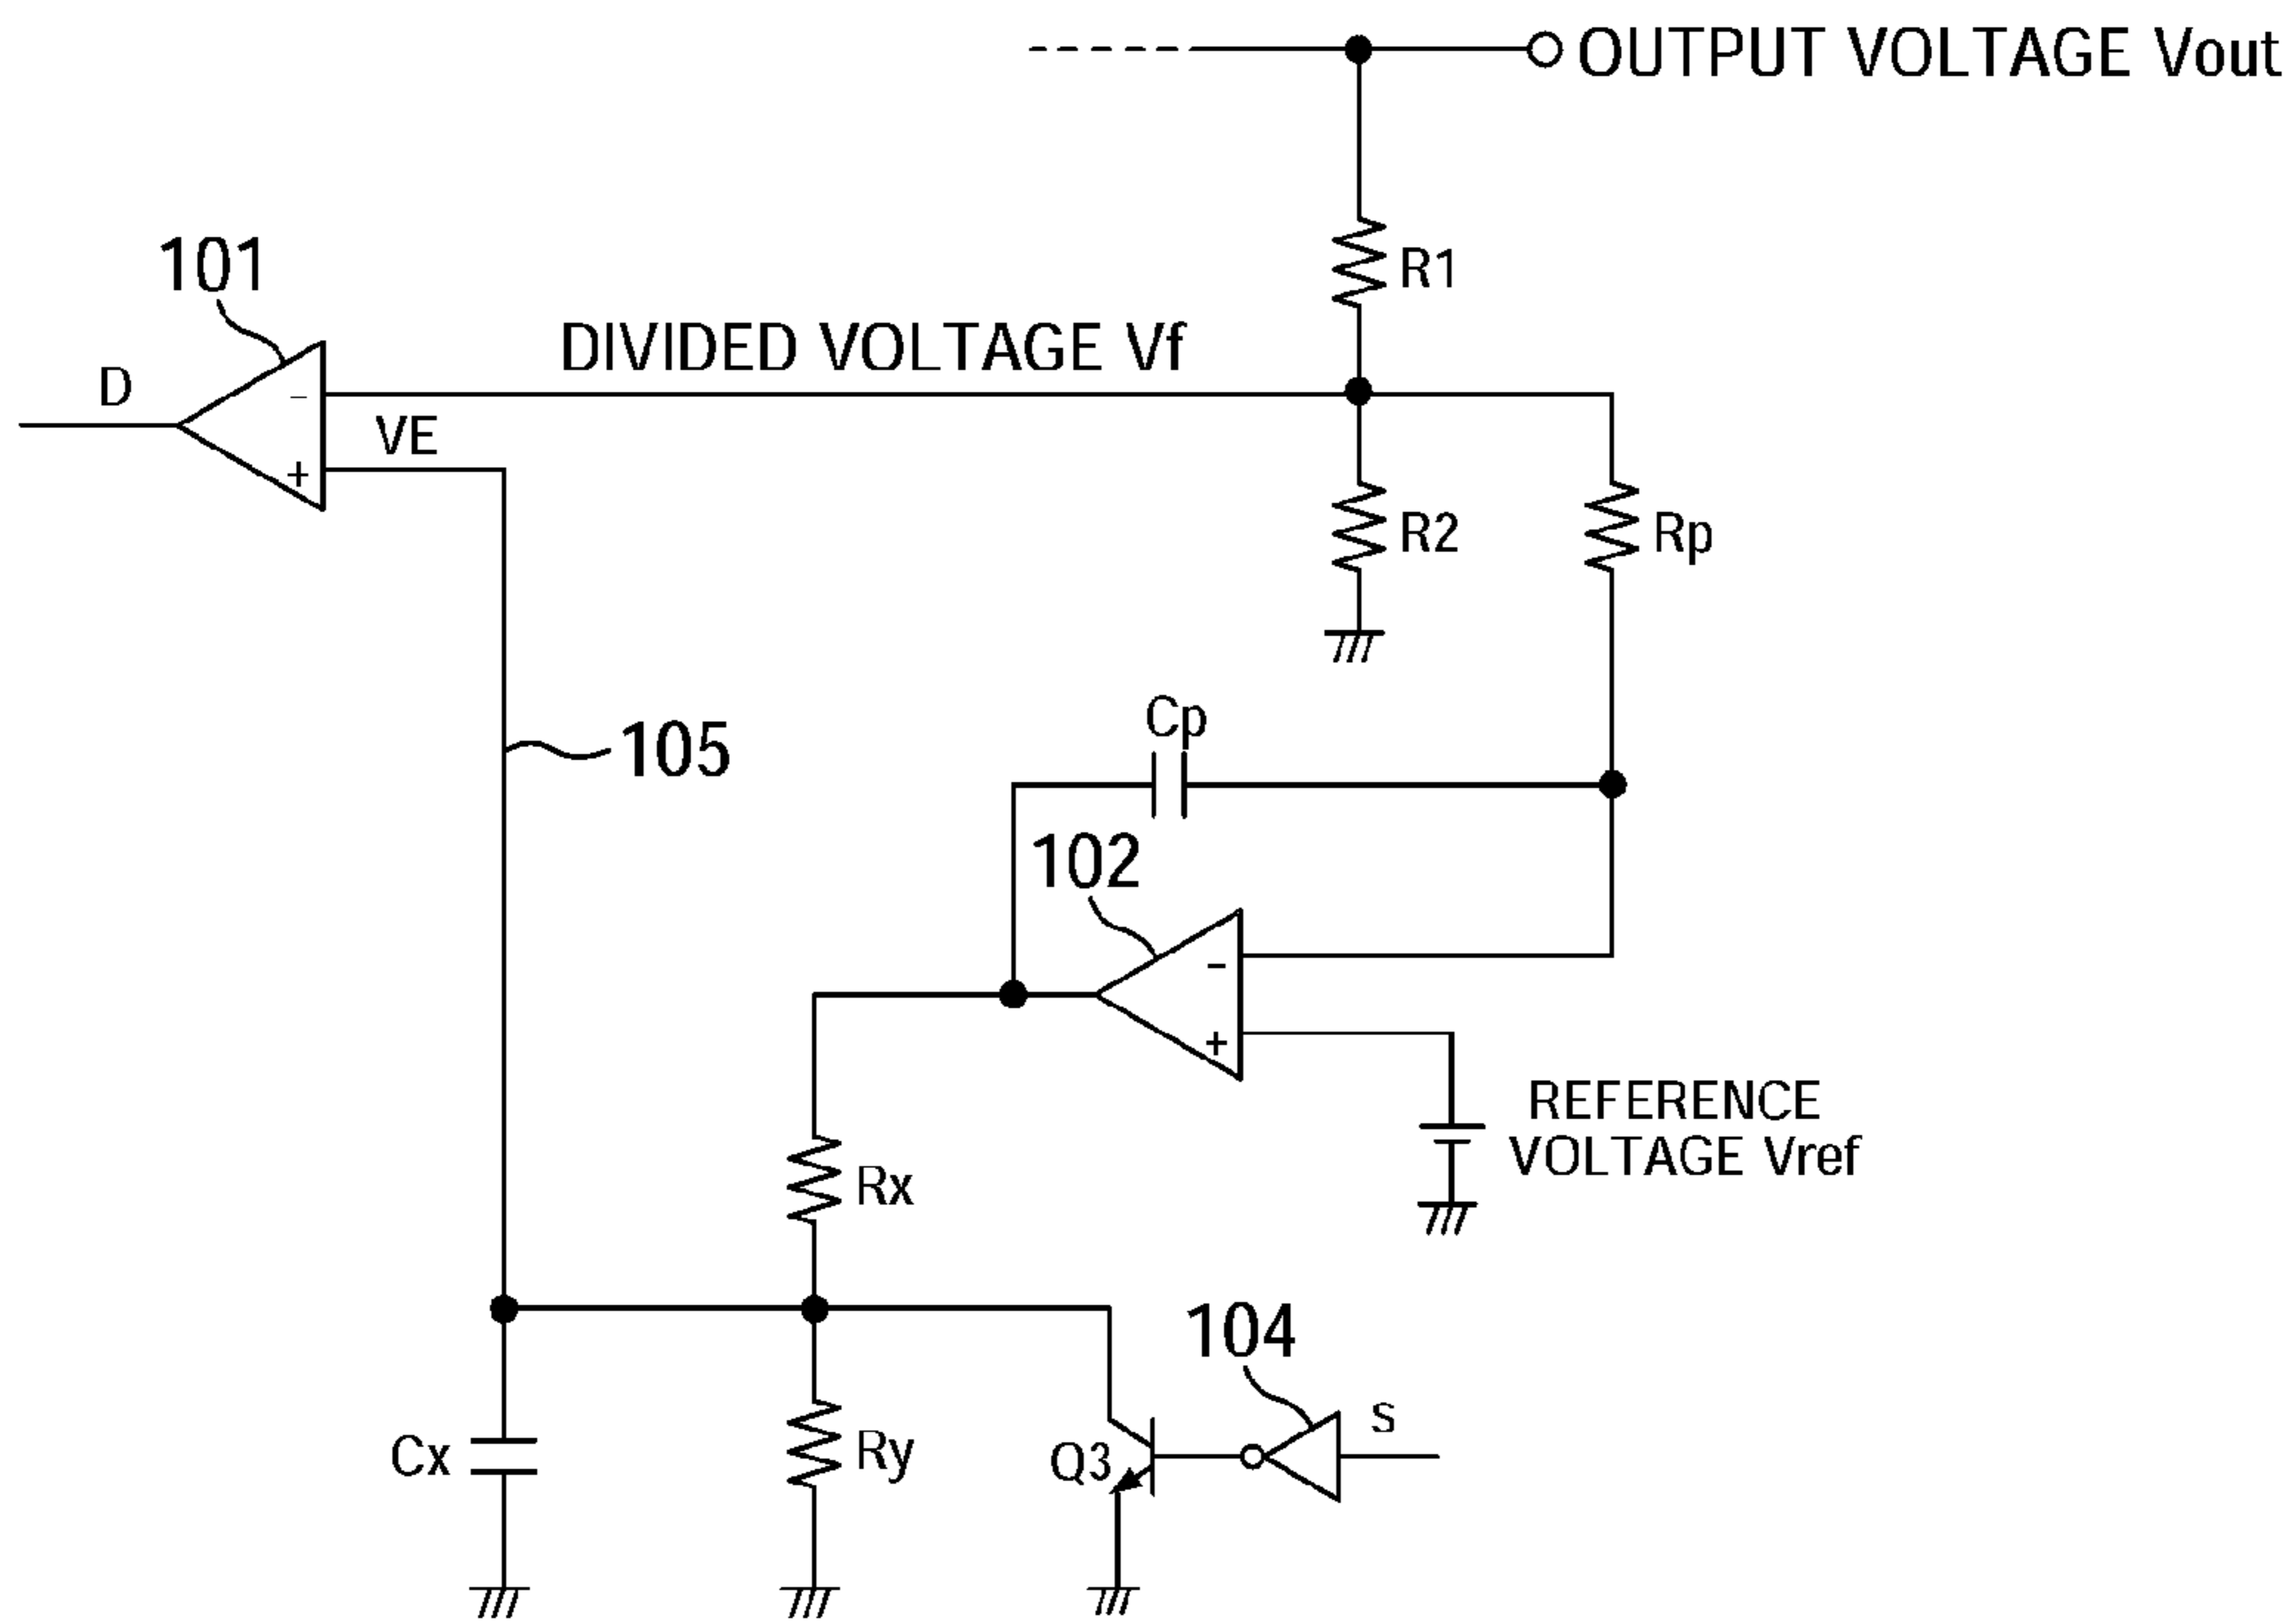 OUTPUT VOLTAGE Vout
R1
101
DIVIDED VOLTAGE Vf
D
-
VE
+
R2
Rp
Cp
105
102
-
+
REFERENCE
VOLTAGE Vref
Rx
104
S
Cx
Ry
Q3